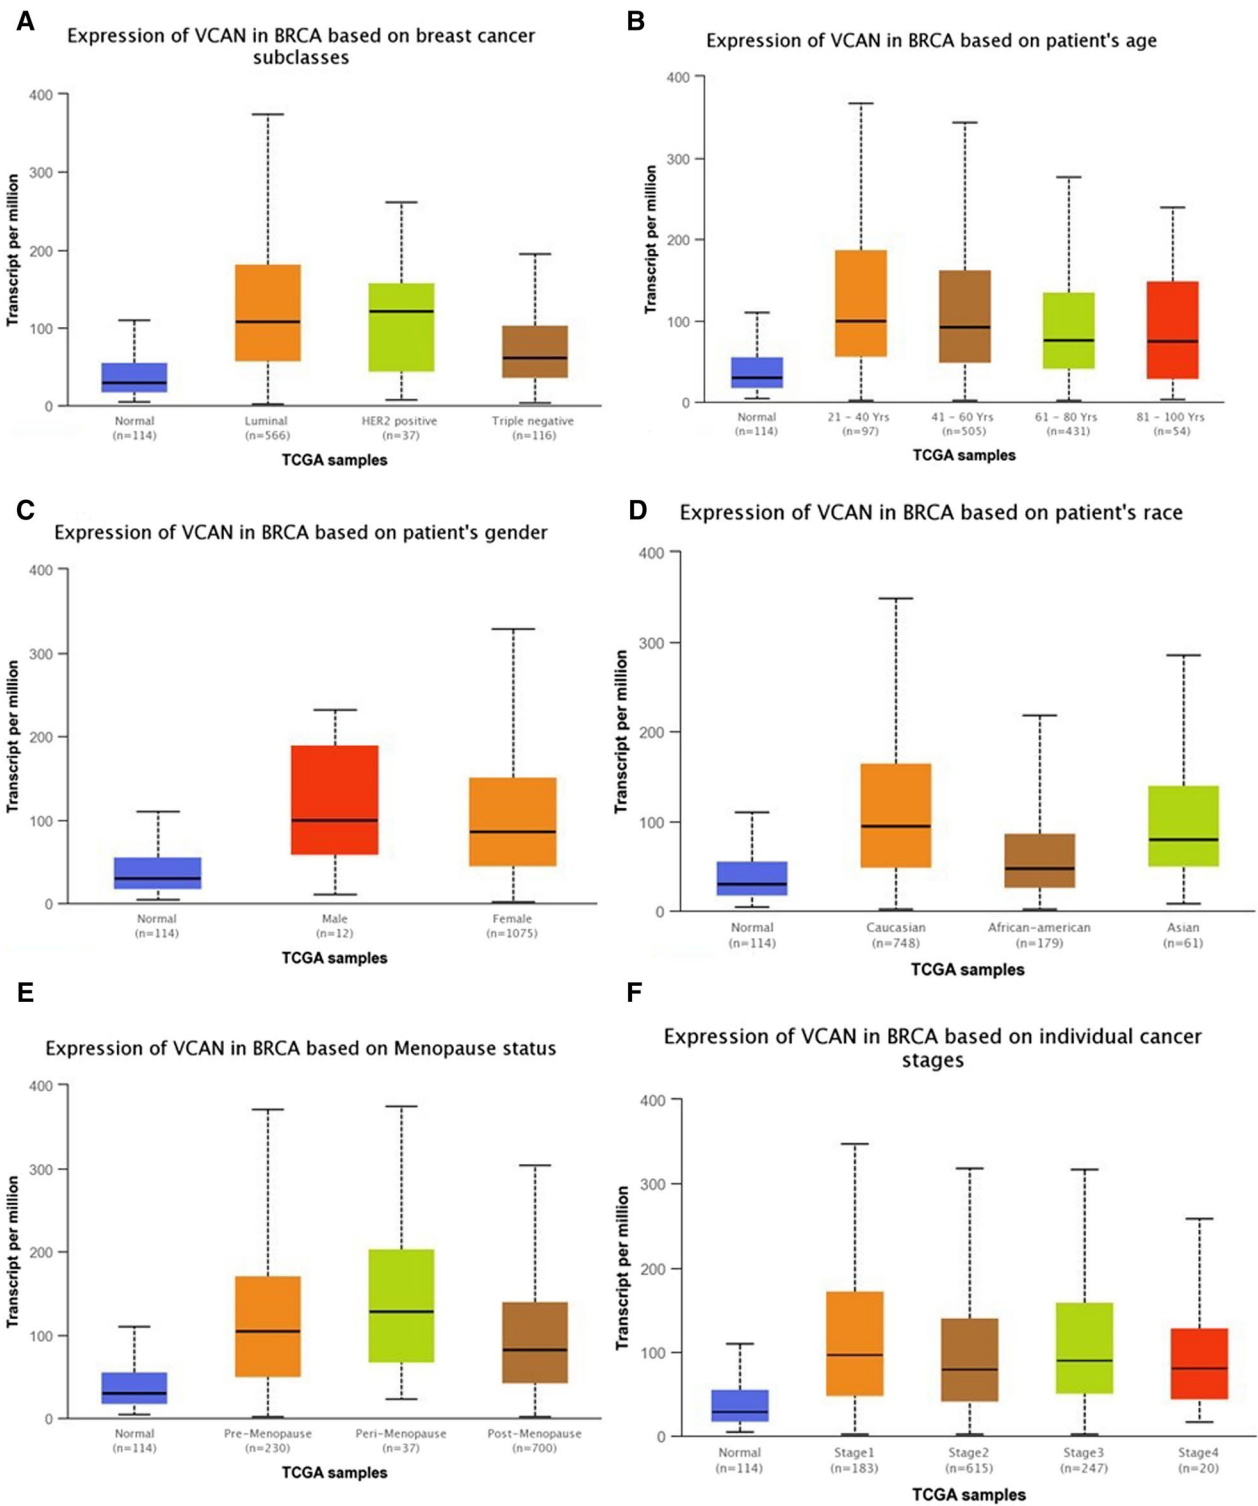 A
Expression of VCAN in BRCA based on breast cancer
subclasses
400
300
200
100
0
Transcript per million
Normal
(n=114)
Luminal
(n=566)
HER2 positive
(n=37)
Triple negative
(n=116)
TCGA samples
B
Expression of VCAN in BRCA based on patient's age
400
300
200
100
0
Transcript per million
Normal
(n=114)
21 – 40 Yrs
(n=97)
41 – 60 Yrs
(n=505)
61 – 80 Yrs
(n=431)
81 – 100 Yrs
(n=54)
TCGA samples
C
Expression of VCAN in BRCA based on patient's gender
400
300
200
100
0
Transcript per million
Normal
(n=114)
Male
(n=12)
Female
(n=1075)
TCGA samples
D
Expression of VCAN in BRCA based on patient's race
400
300
200
100
0
Transcript per million
Normal
(n=114)
Caucasian
(n=748)
African-american
(n=179)
Asian
(n=61)
TCGA samples
E
Expression of VCAN in BRCA based on Menopause status
400
300
200
100
0
Transcript per million
Normal
(n=114)
Pre-Menopause
(n=230)
Peri-Menopause
(n=37)
Post-Menopause
(n=700)
TCGA samples
F
Expression of VCAN in BRCA based on individual cancer
stages
400
300
200
100
0
Transcript per million
Normal
(n=114)
Stage1
(n=183)
Stage2
(n=615)
Stage3
(n=247)
Stage4
(n=20)
TCGA samples